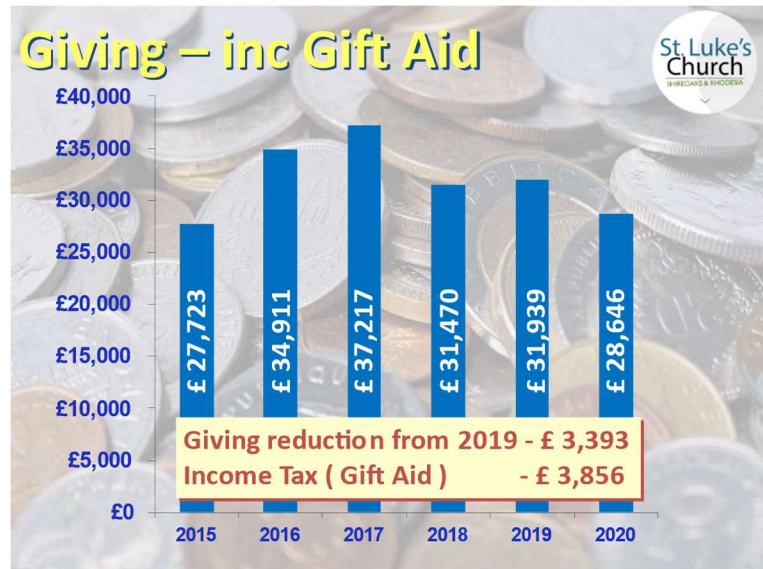 Giving – inc Gift Aid
St. Luke's
Church
SHIREOAKS & RHODESIA
£40,000
£35,000
£30,000
£25,000
£20,000
£15,000
£10,000
£5,000
£0
£ 27,723
£ 34,911
£ 37,217
£ 31,470
£ 31,939
£ 28,646
Giving reduction from 2019 - £ 3,393
Income Tax ( Gift Aid ) - £ 3,856
2015 2016 2017 2018 2019 2020